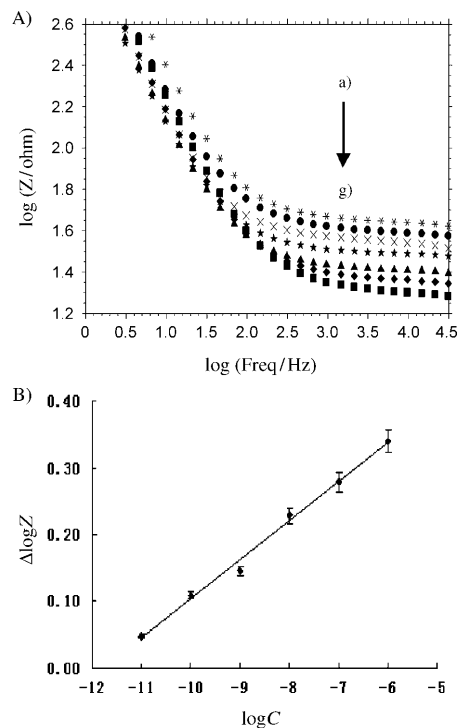 A)
2.6
2.4
2.2
2.0
1.8
1.6
1.4
1.2
log (Z/ohm)
a)
g)
0 0.5 1.0 1.5 2.0 2.5 3.0 3.5 4.0 4.5
log (Freq/Hz)
B)
0.40
0.30
0.20
0.10
0.00
ΔlogZ
-12 -11 -10 -9 -8 -7 -6 -5
logC